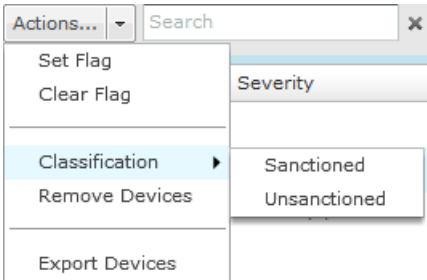 Actions...
Search
Set Flag
Clear Flag
Severity
Classification
Sanctioned
Remove Devices
Unsanctioned
Export Devices